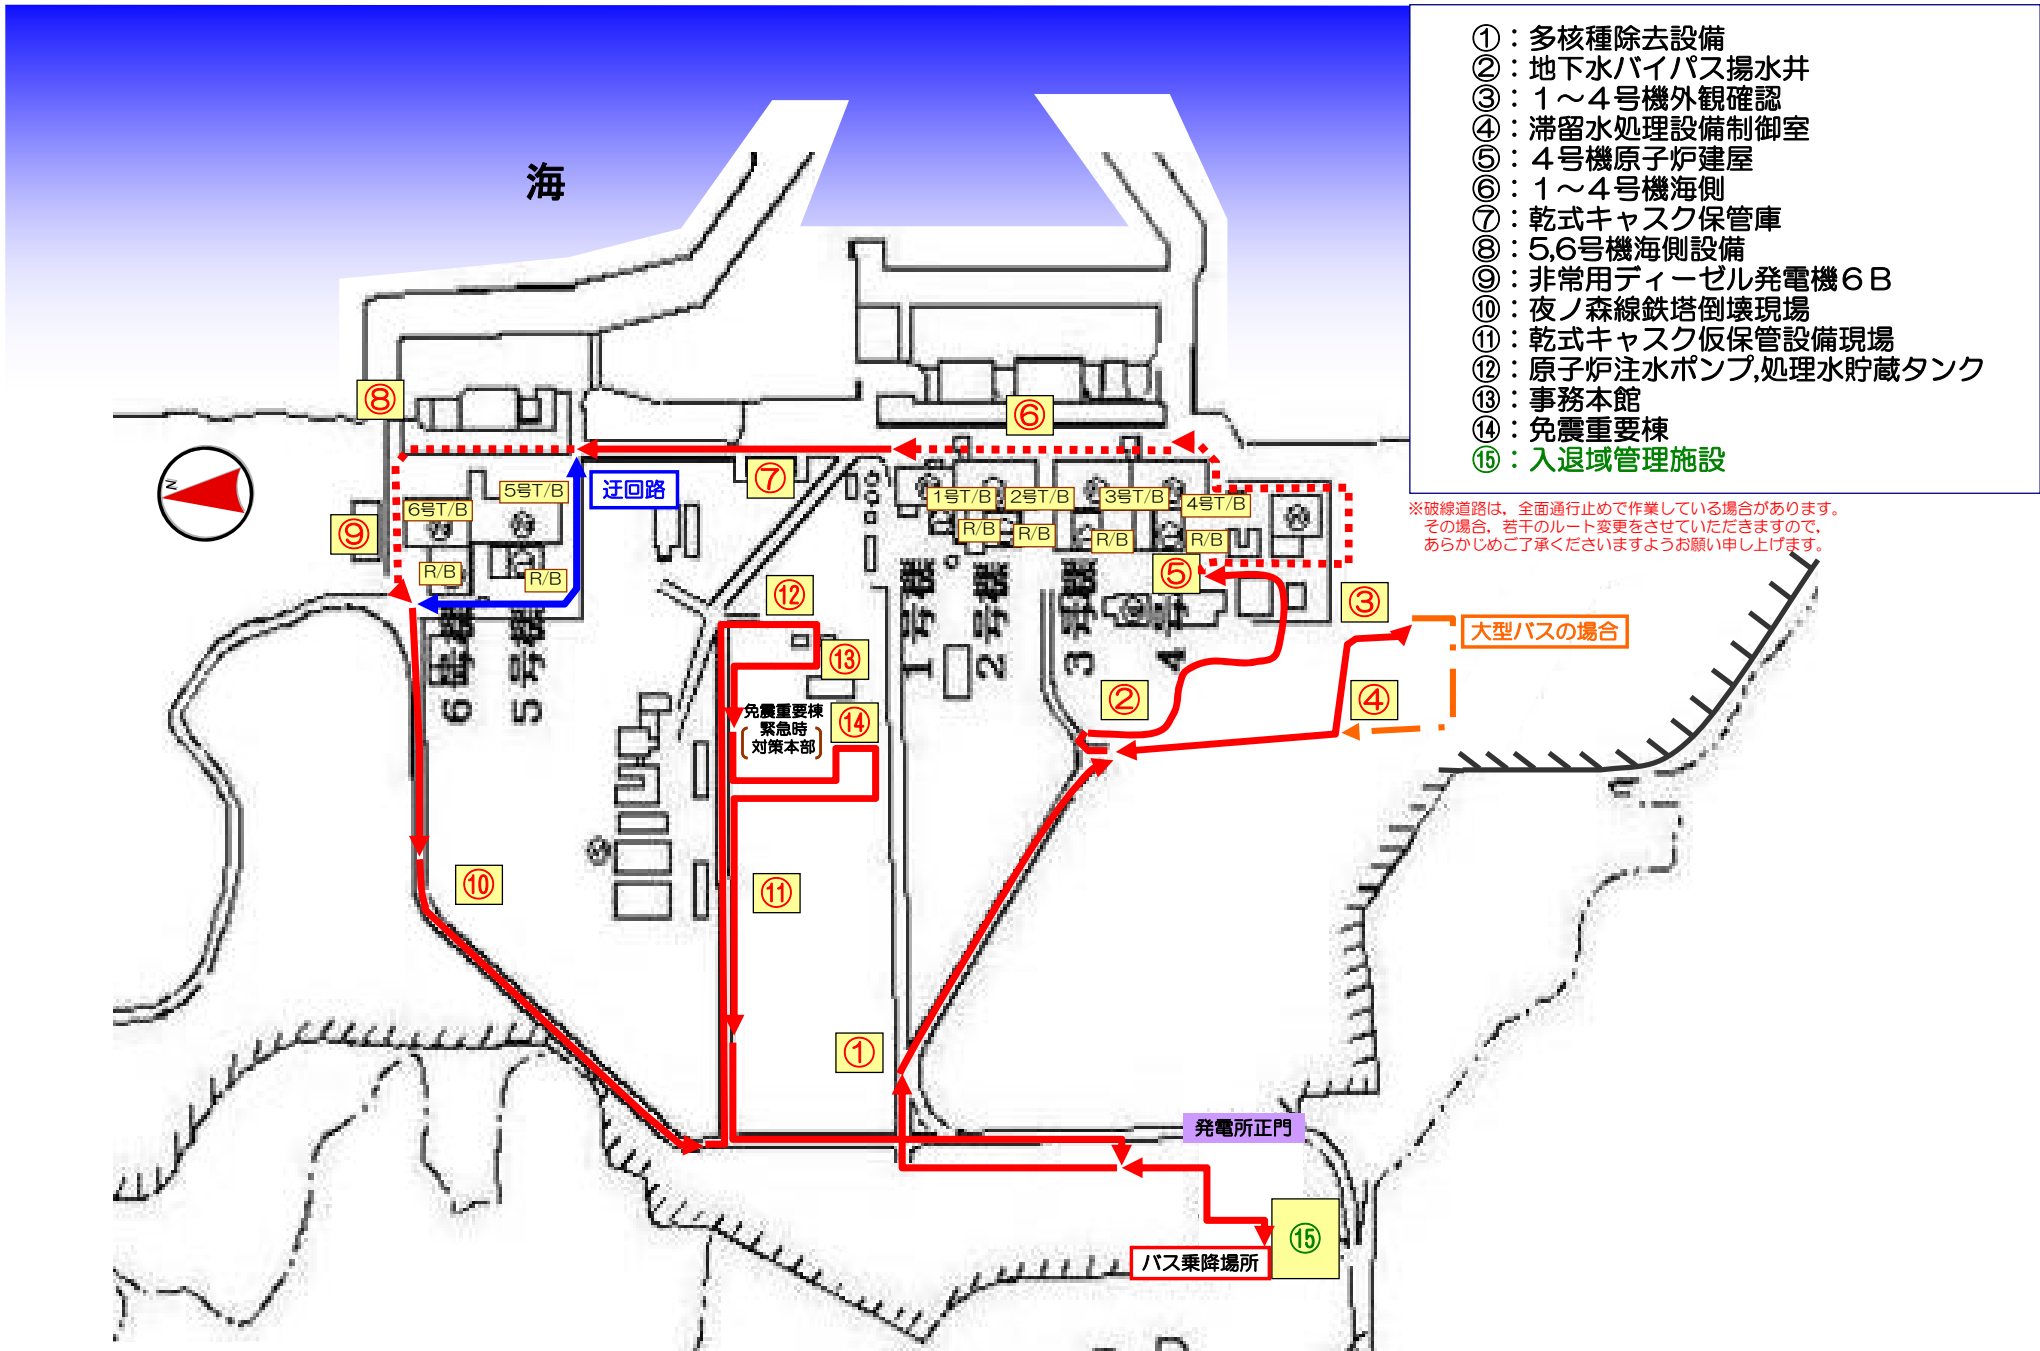 ①：多核種除去設備
②：地下水バイパス揚水井
③：１～４号機外観確認
④：滞留水処理設備制御室
⑤：４号機原子炉建屋
⑥：１～４号機海側
⑦：乾式キャスク保管庫
⑧：5,6号機海側設備
⑨：非常用ディーゼル発電機６Ｂ
⑩：夜ノ森線鉄塔倒壊現場
⑪：乾式キャスク仮保管設備現場
⑫：原子炉注水ポンプ,処理水貯蔵タンク
⑬：事務本館
⑭：免震重要棟
⑮：入退域管理施設
※破線道路は、全面通行止めで作業している場合があります。
その場合、若干のルート変更をさせていただきますので、
あらかじめご了承くださいますようお願い申し上げます。
海
N
⑧
⑥
⑦
迂回路
5号T/B
6号T/B
⑨
R/B
R/B
1号T/B
2号T/B
3号T/B
4号T/B
R/B
R/B
R/B
R/B
⑤
⑫
③
大型バスの場合
⑬
④
②
⑭
6号機
5号機
1号機
2号機
3号機
4号
免震重要棟
緊急時
対策本部
⑩
⑪
①
発電所正門
⑮
バス乗降場所